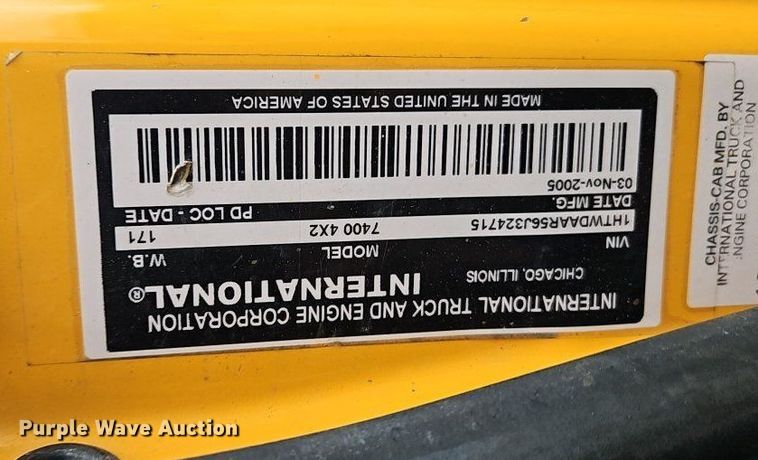 INTERNATIONAL TRUCK AND ENGINE CORPORATION
INTERNATIONAL®
CHICAGO, ILLINOIS
VIN MODEL W.B.
1HTWDAAR56J324715 7400 4X2 171
DATE MFG. PD LOC - DATE
03-Nov-2005
MADE IN THE UNITED STATES OF AMERICA
CHASSIS-CAB MFD. BY
INTERNATIONAL TRUCK AND
ENGINE CORPORATION
Purple Wave Auction